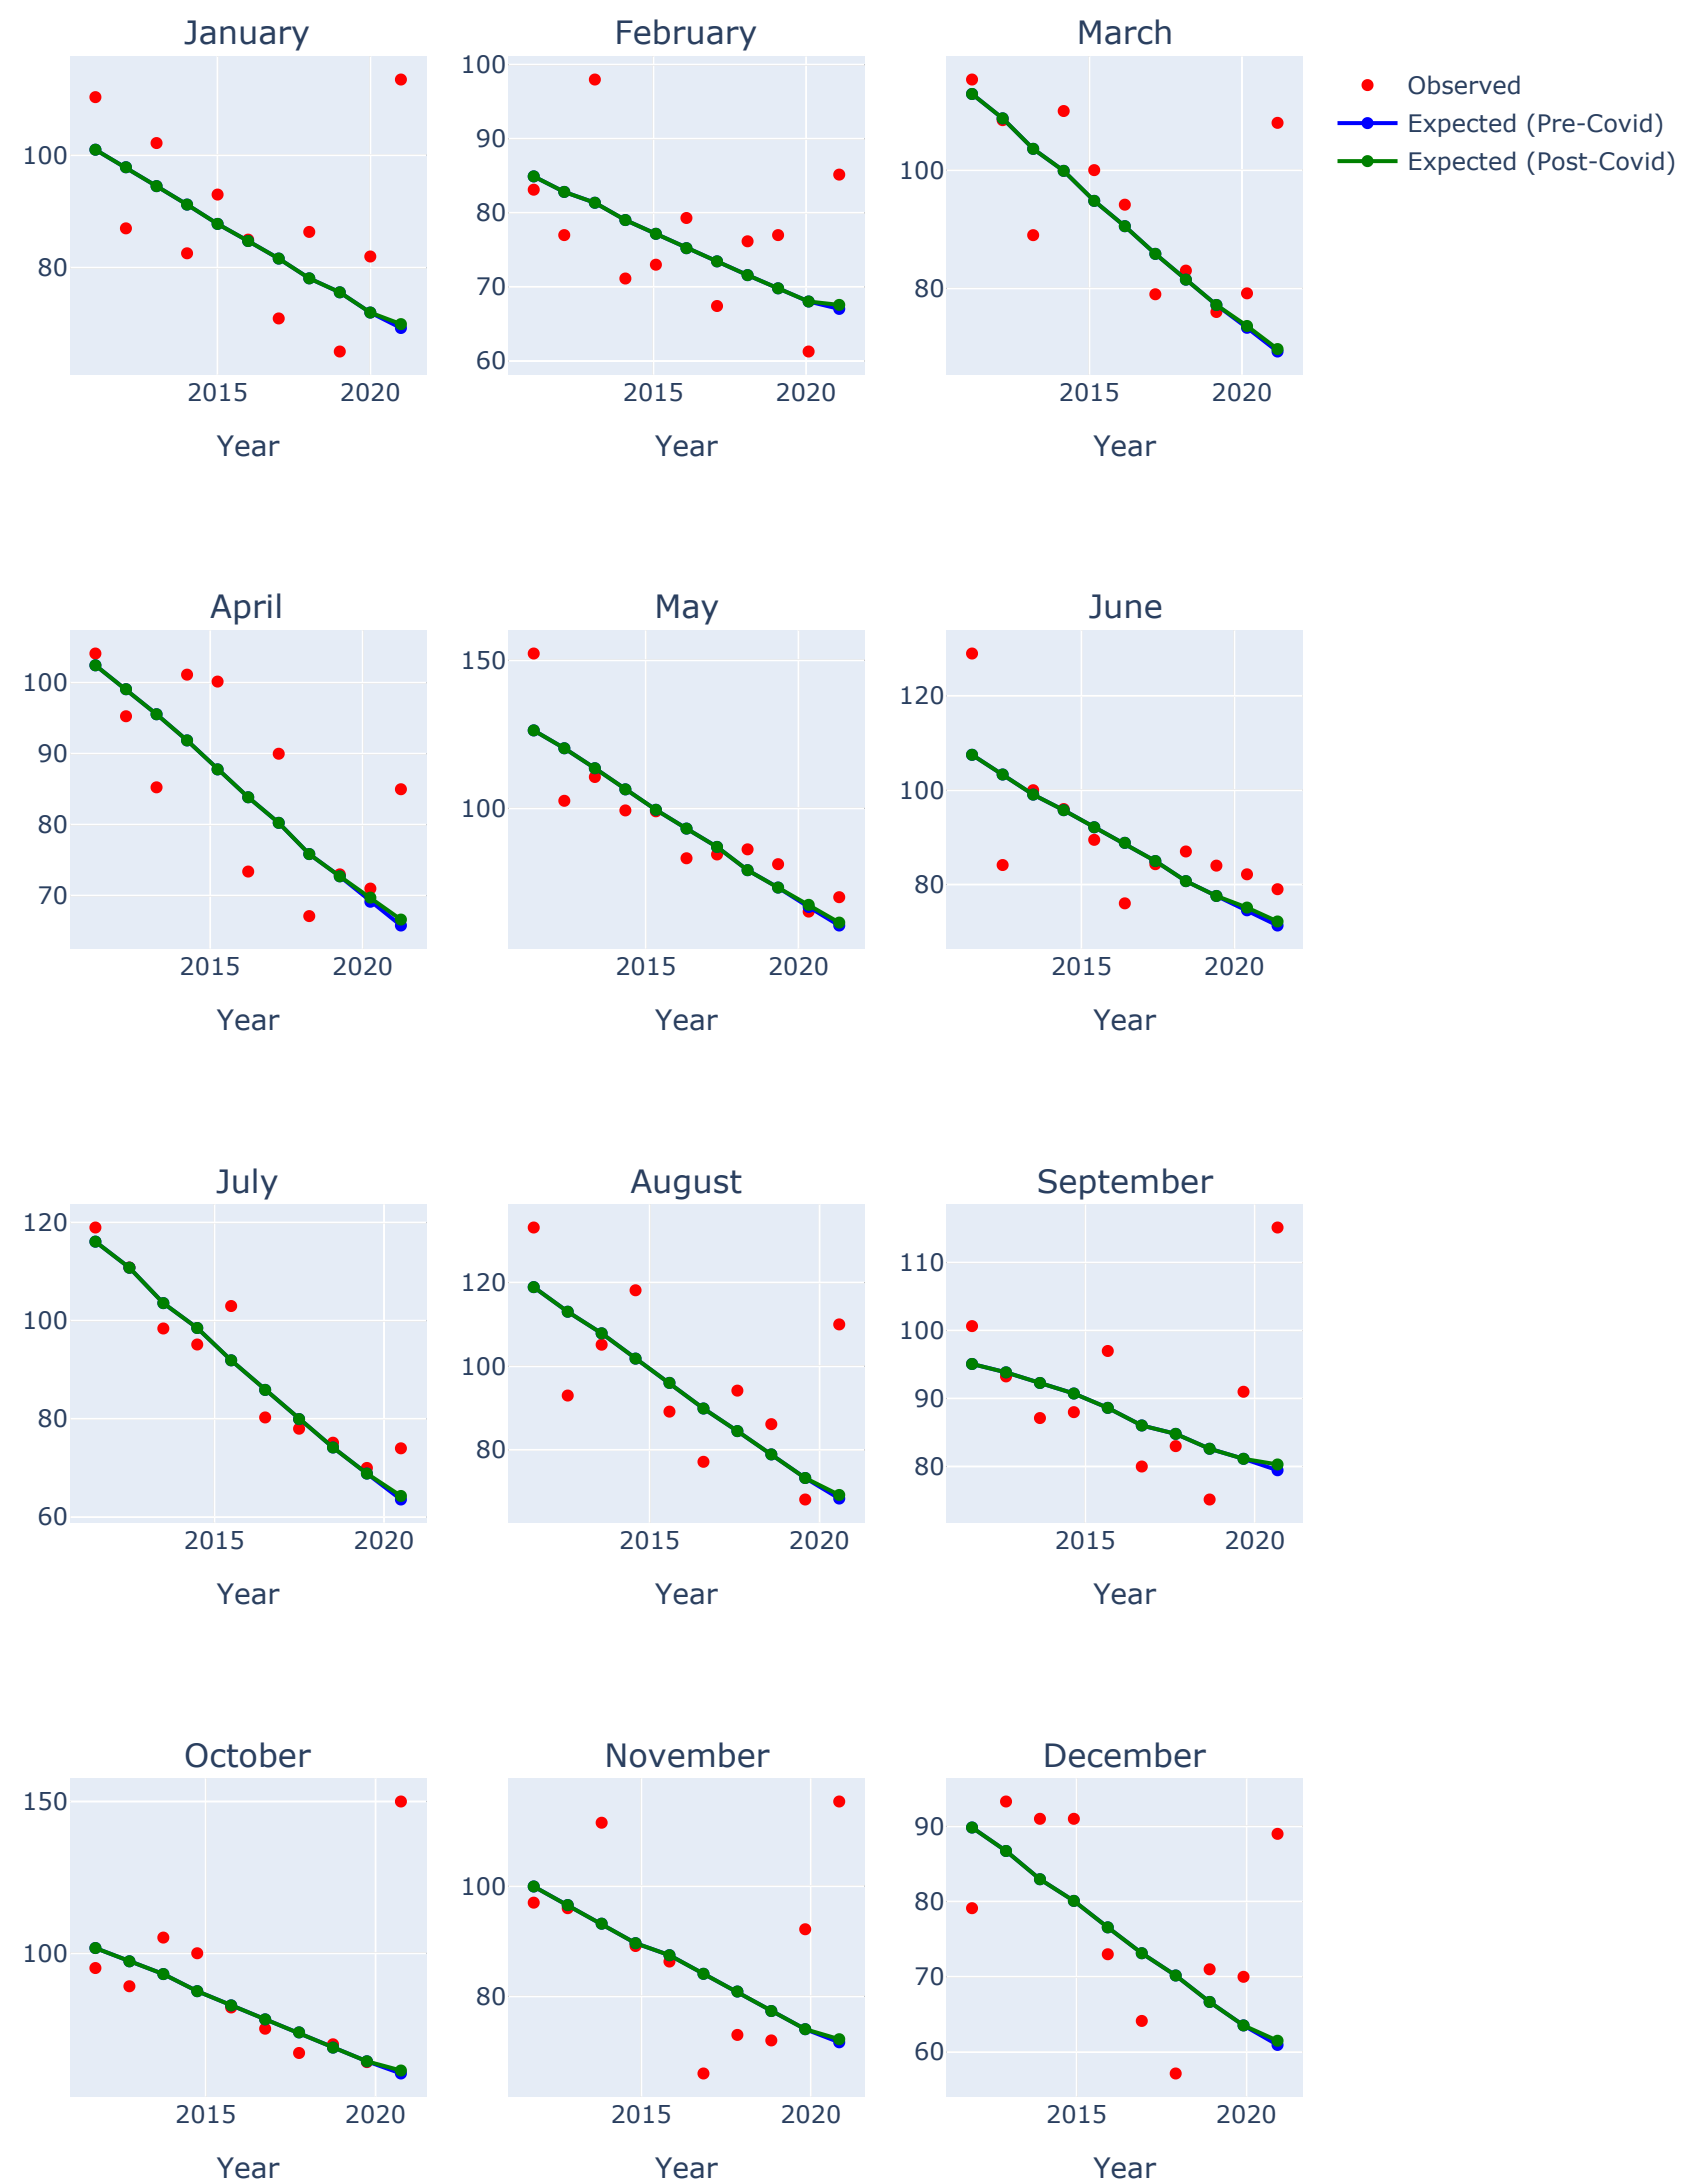 January
February
March
100
80
2015
2020
Year
100
90
80
70
60
2015
2020
Year
100
80
2015
2020
Year
Observed
Expected (Pre-Covid)
Expected (Post-Covid)
April
May
June
100
90
80
70
2015
2020
Year
150
100
2015
2020
Year
120
100
80
2015
2020
Year
July
August
September
120
100
80
60
2015
2020
Year
120
100
80
2015
2020
Year
110
100
90
80
2015
2020
Year
October
November
December
150
100
2015
2020
Year
100
80
2015
2020
Year
90
80
70
60
2015
2020
Year